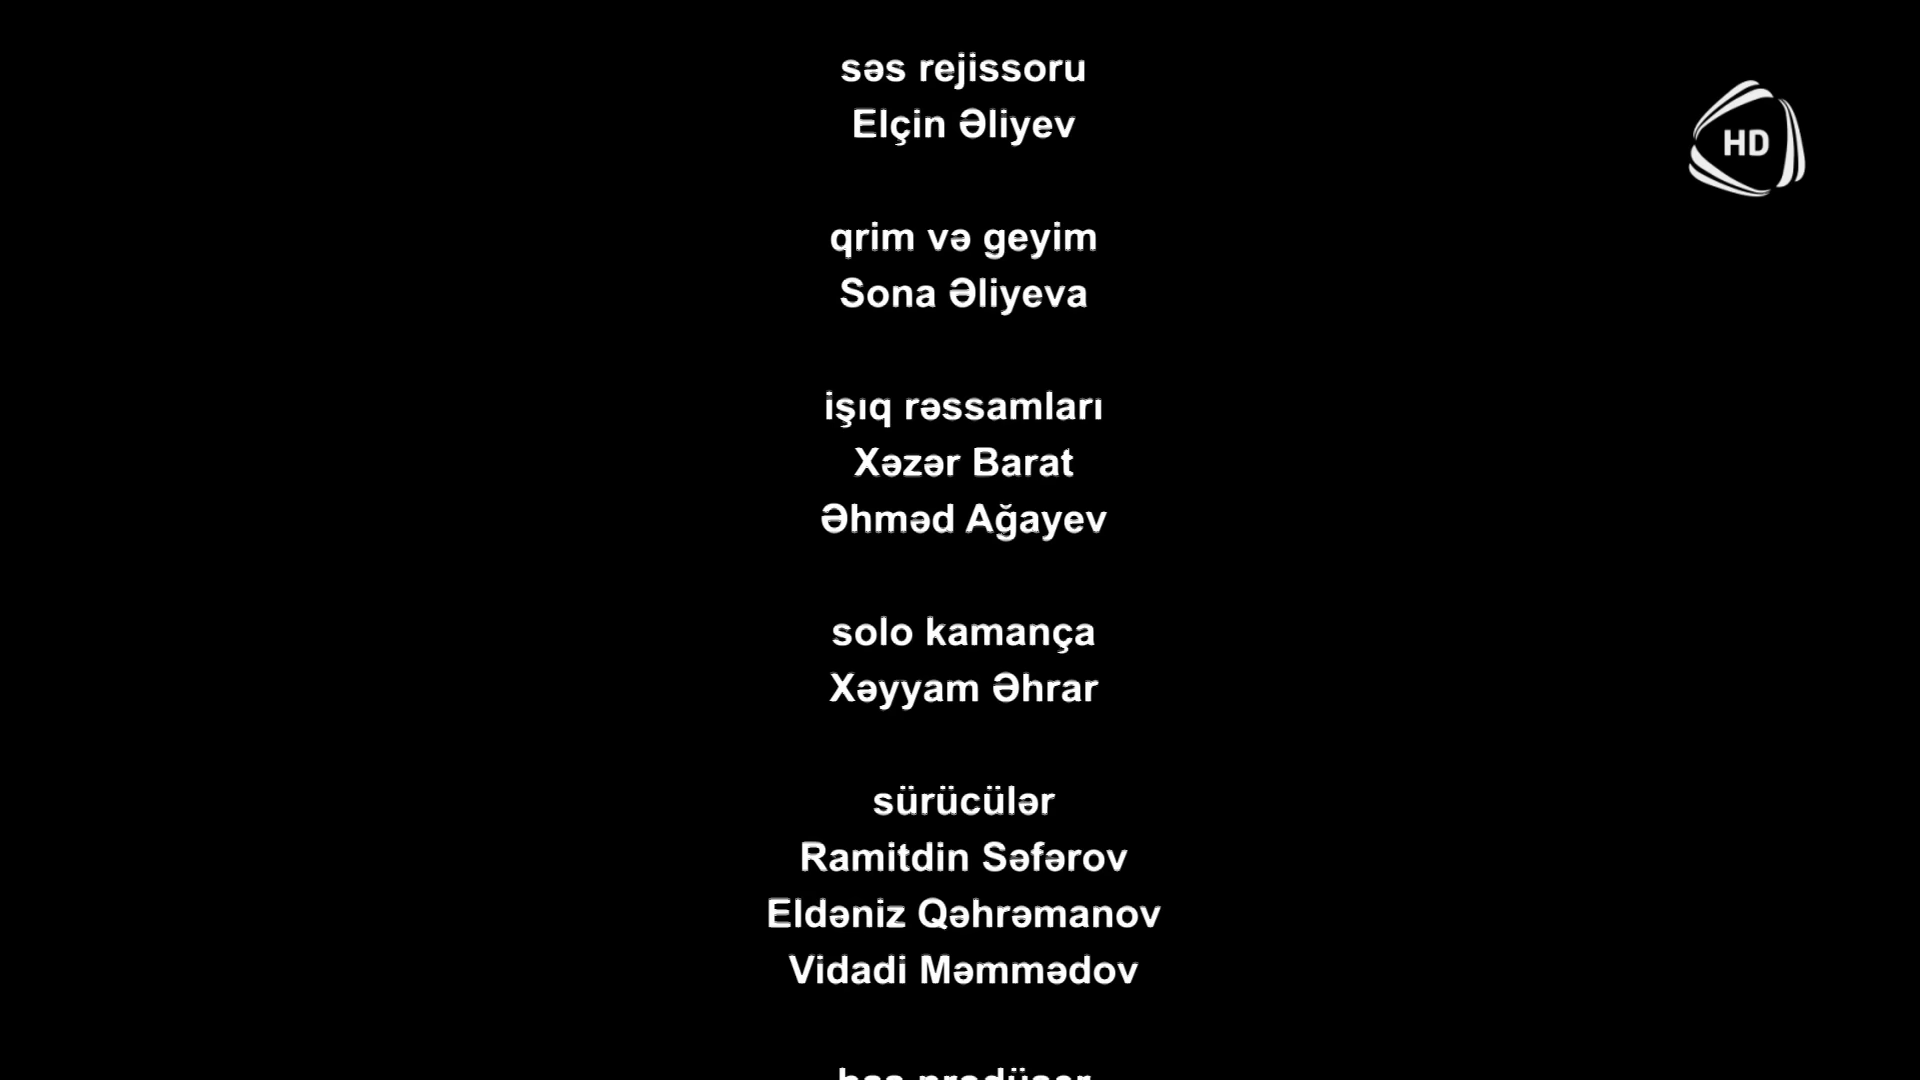 səs rejissoru
Elçin Əliyev
HD
qrim və geyim
Sona Əliyeva
işıq rəssamları
Xəzər Barat
Əhməd Ağayev
solo kamança
Xəyyam Əhrar
sürücülər
Ramitdin Səfərov
Eldəniz Qəhrəmanov
Vidadi Məmmədov